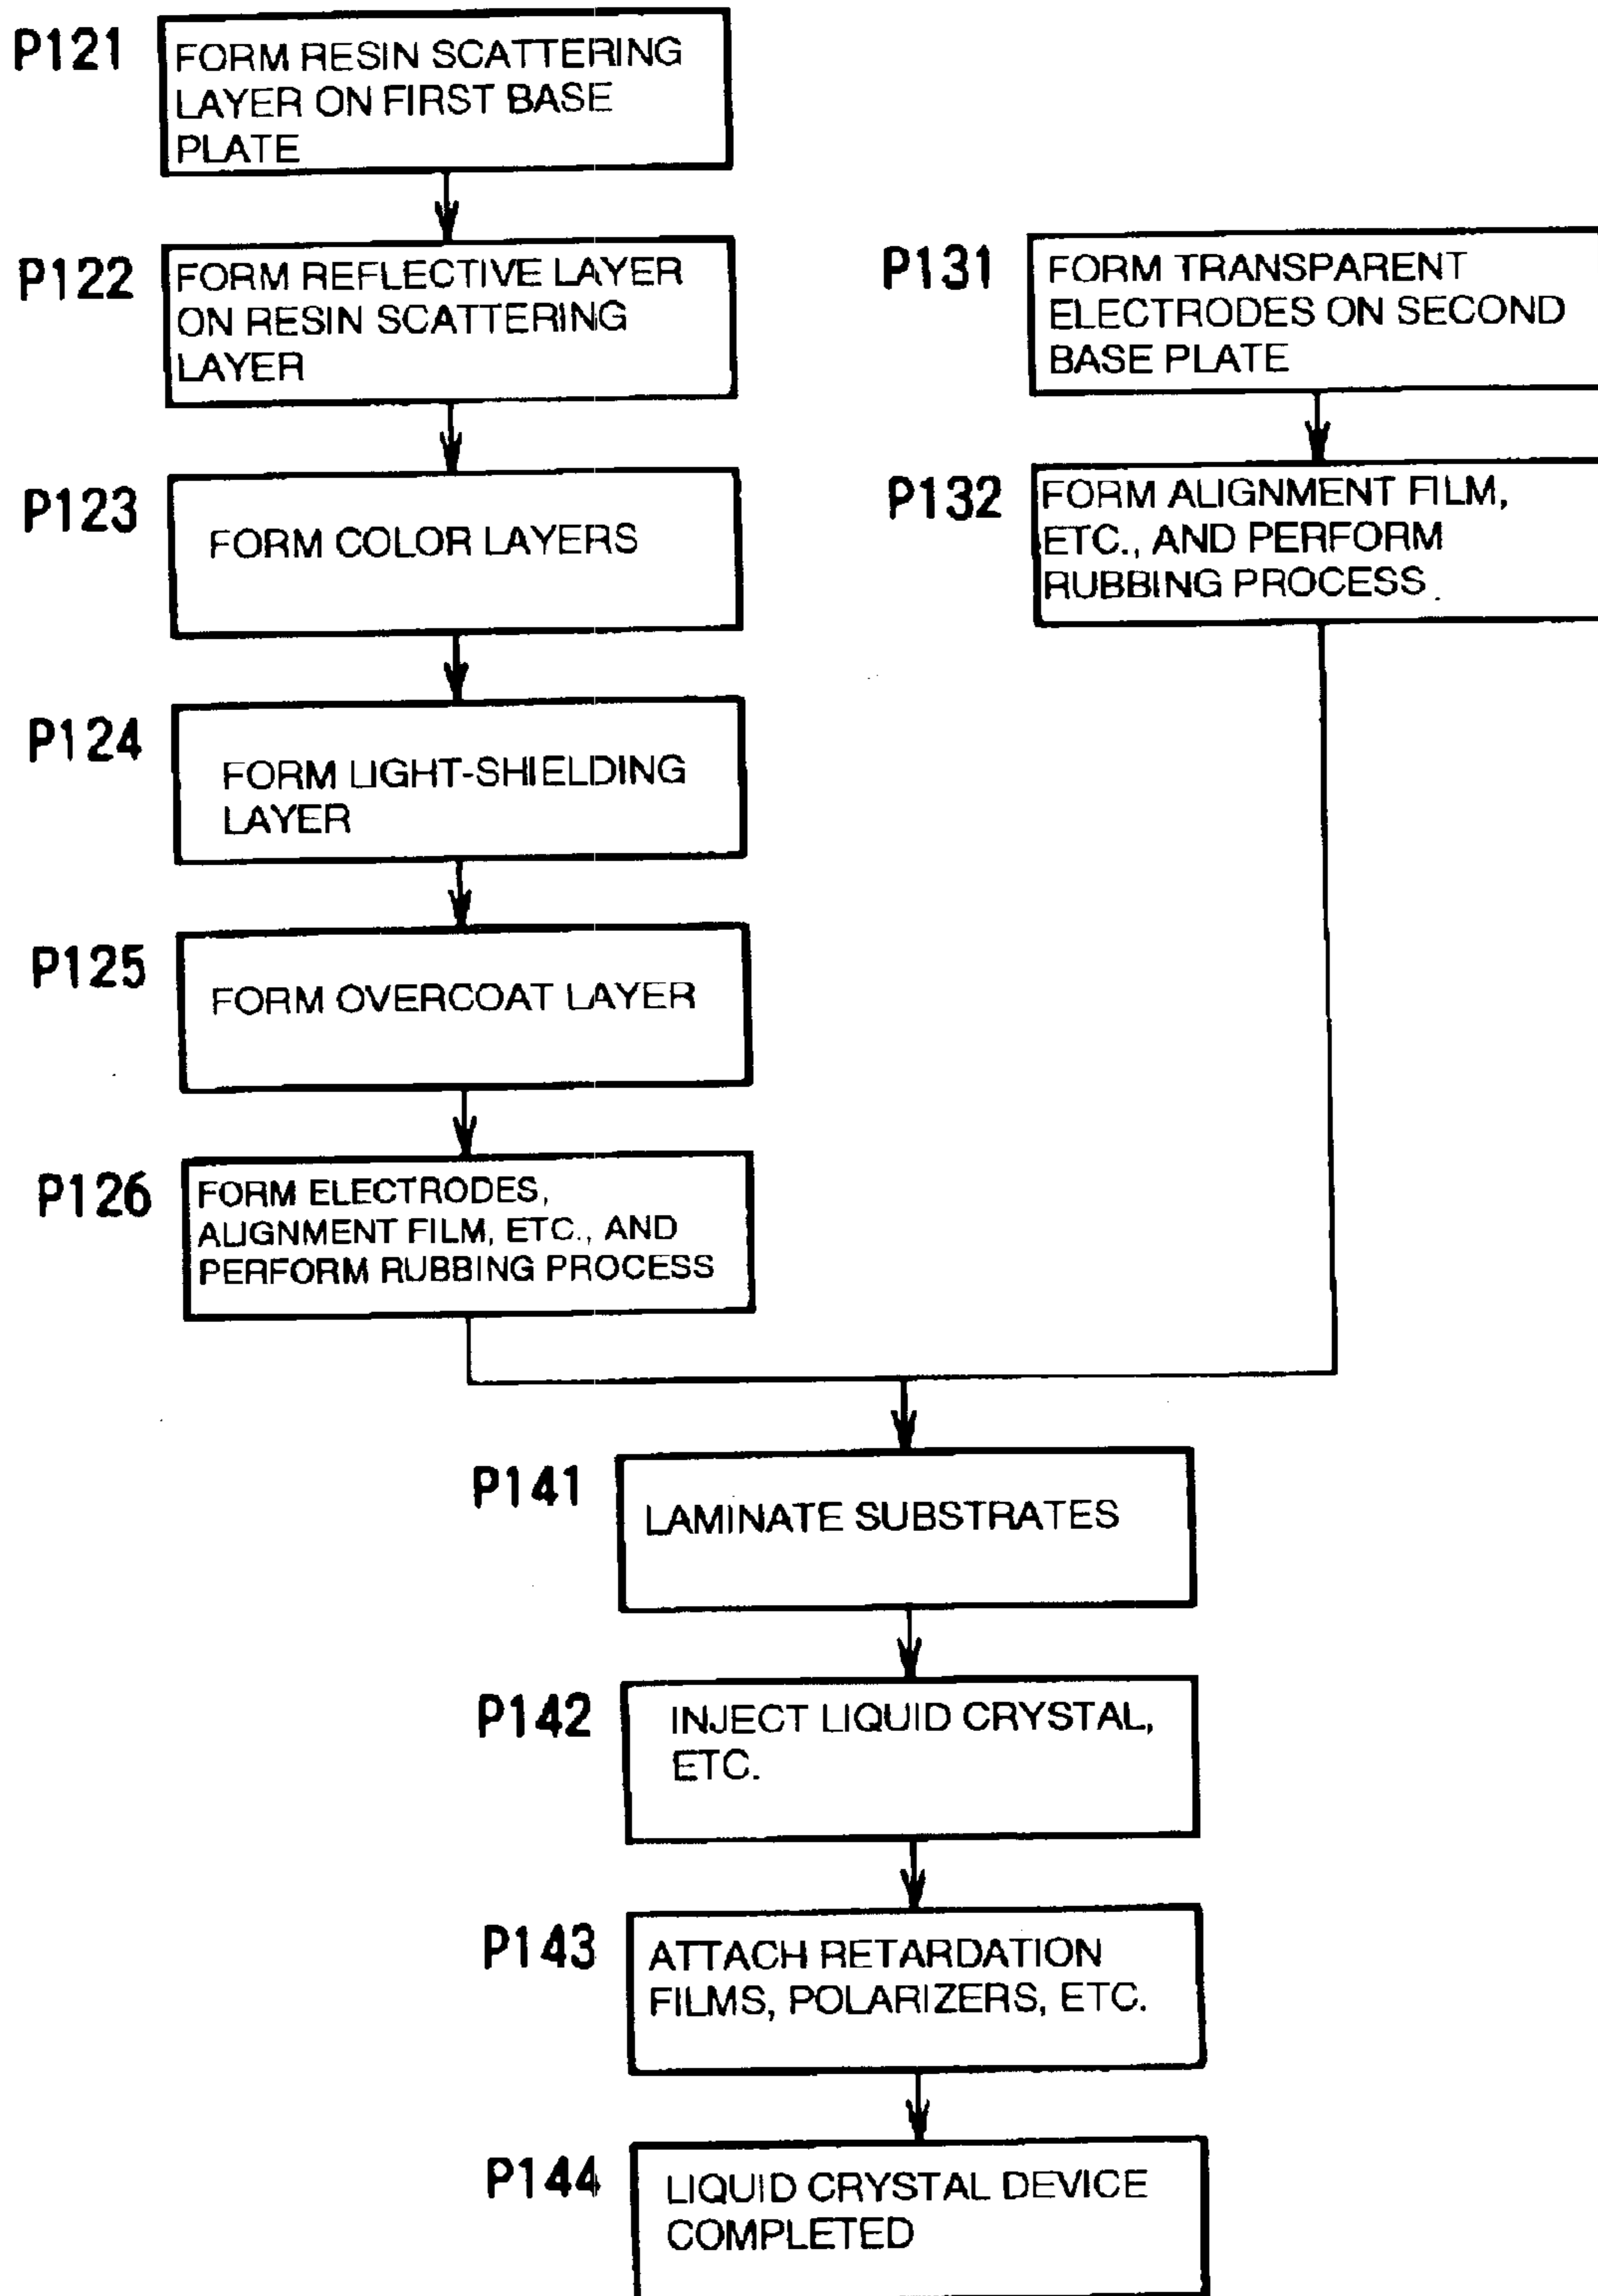 P121
FORM RESIN SCATTERING
LAYER ON FIRST BASE
PLATE
P122
FORM REFLECTIVE LAYER
ON RESIN SCATTERING
LAYER
P123
FORM COLOR LAYERS
P124
FORM LIGHT-SHIELDING
LAYER
P125
FORM OVERCOAT LAYER
P126
FORM ELECTRODES,
ALIGNMENT FILM, ETC., AND
PERFORM RUBBING PROCESS
P131
FORM TRANSPARENT
ELECTRODES ON SECOND
BASE PLATE
P132
FORM ALIGNMENT FILM,
ETC., AND PERFORM
RUBBING PROCESS
P141
LAMINATE SUBSTRATES
P142
INJECT LIQUID CRYSTAL,
ETC.
P143
ATTACH RETARDATION
FILMS, POLARIZERS, ETC.
P144
LIQUID CRYSTAL DEVICE
COMPLETED